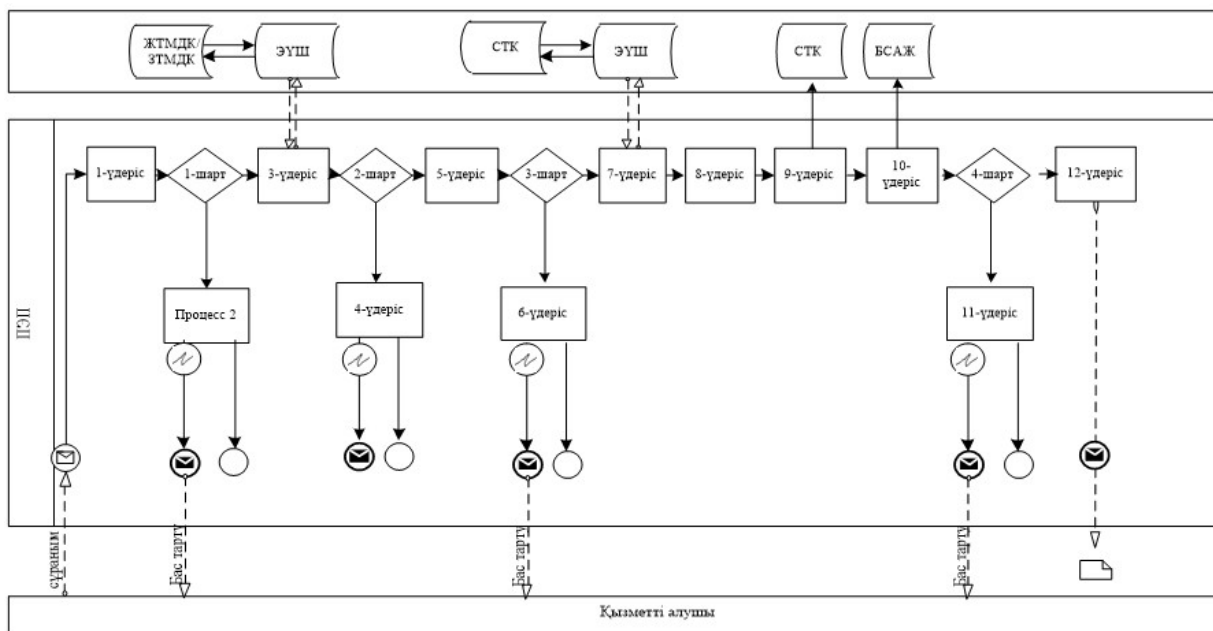 ЖТМДК/
ЗТМДК
ЭҮШ
СТК
ЭҮШ
СТК
БСАЖ
1-үдеріс
1-шарт
3-үдеріс
2-шарт
5-үдеріс
3-шарт
7-үдеріс
8-үдеріс
9-үдеріс
10-
үдеріс
4-шарт
12-үдеріс
Процесс 2
4-үдеріс
6-үдеріс
11-үдеріс
сұраным
Бас тарту
Бас тарту
Бас тарту
Қызметті алушы